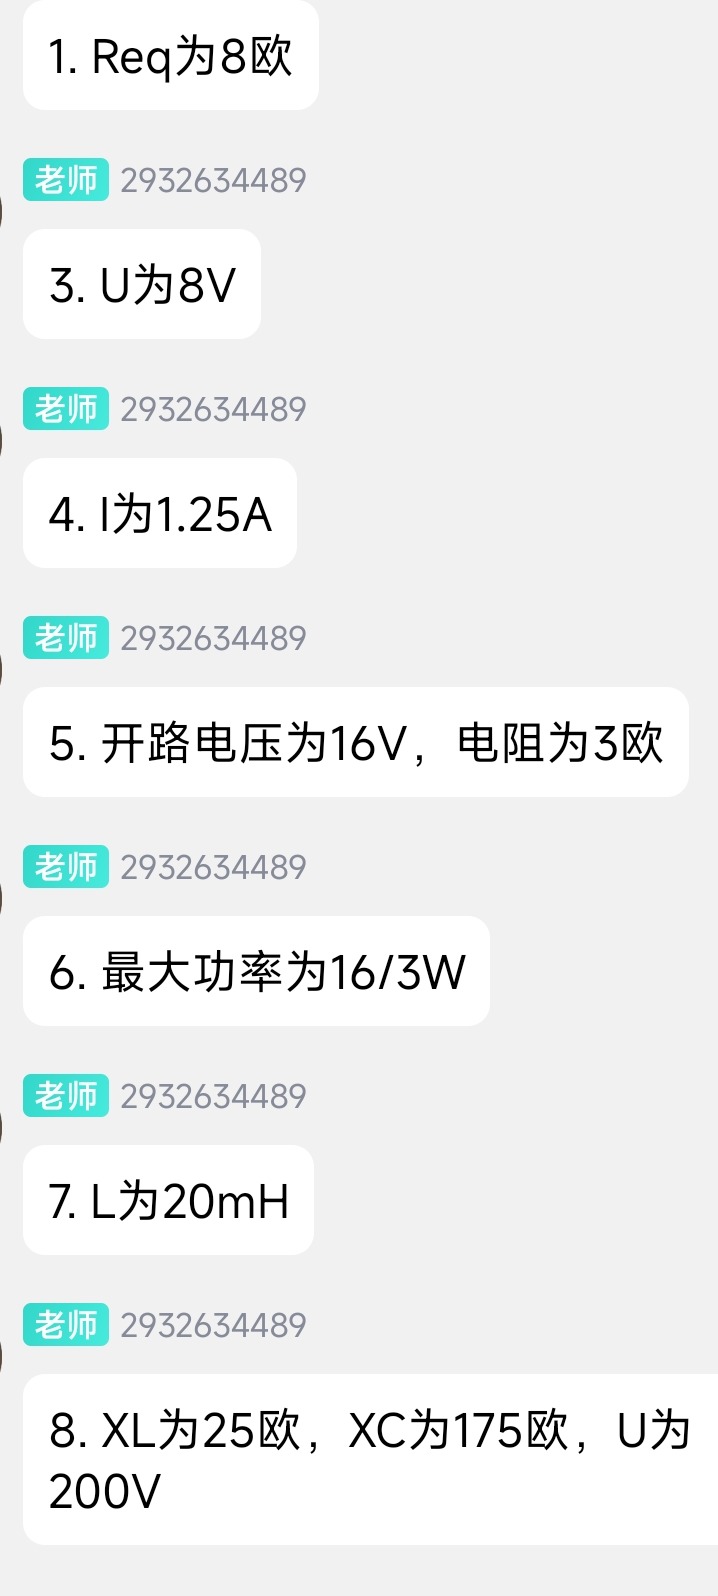 1. Req为8欧
老师 2932634489
3. U为8V
老师 2932634489
4. I为1.25A
老师 2932634489
5. 开路电压为16V，电阻为3欧
老师 2932634489
6. 最大功率为16/3W
老师 2932634489
7. L为20mH
老师 2932634489
8. XL为25欧，XC为175欧，U为
200V